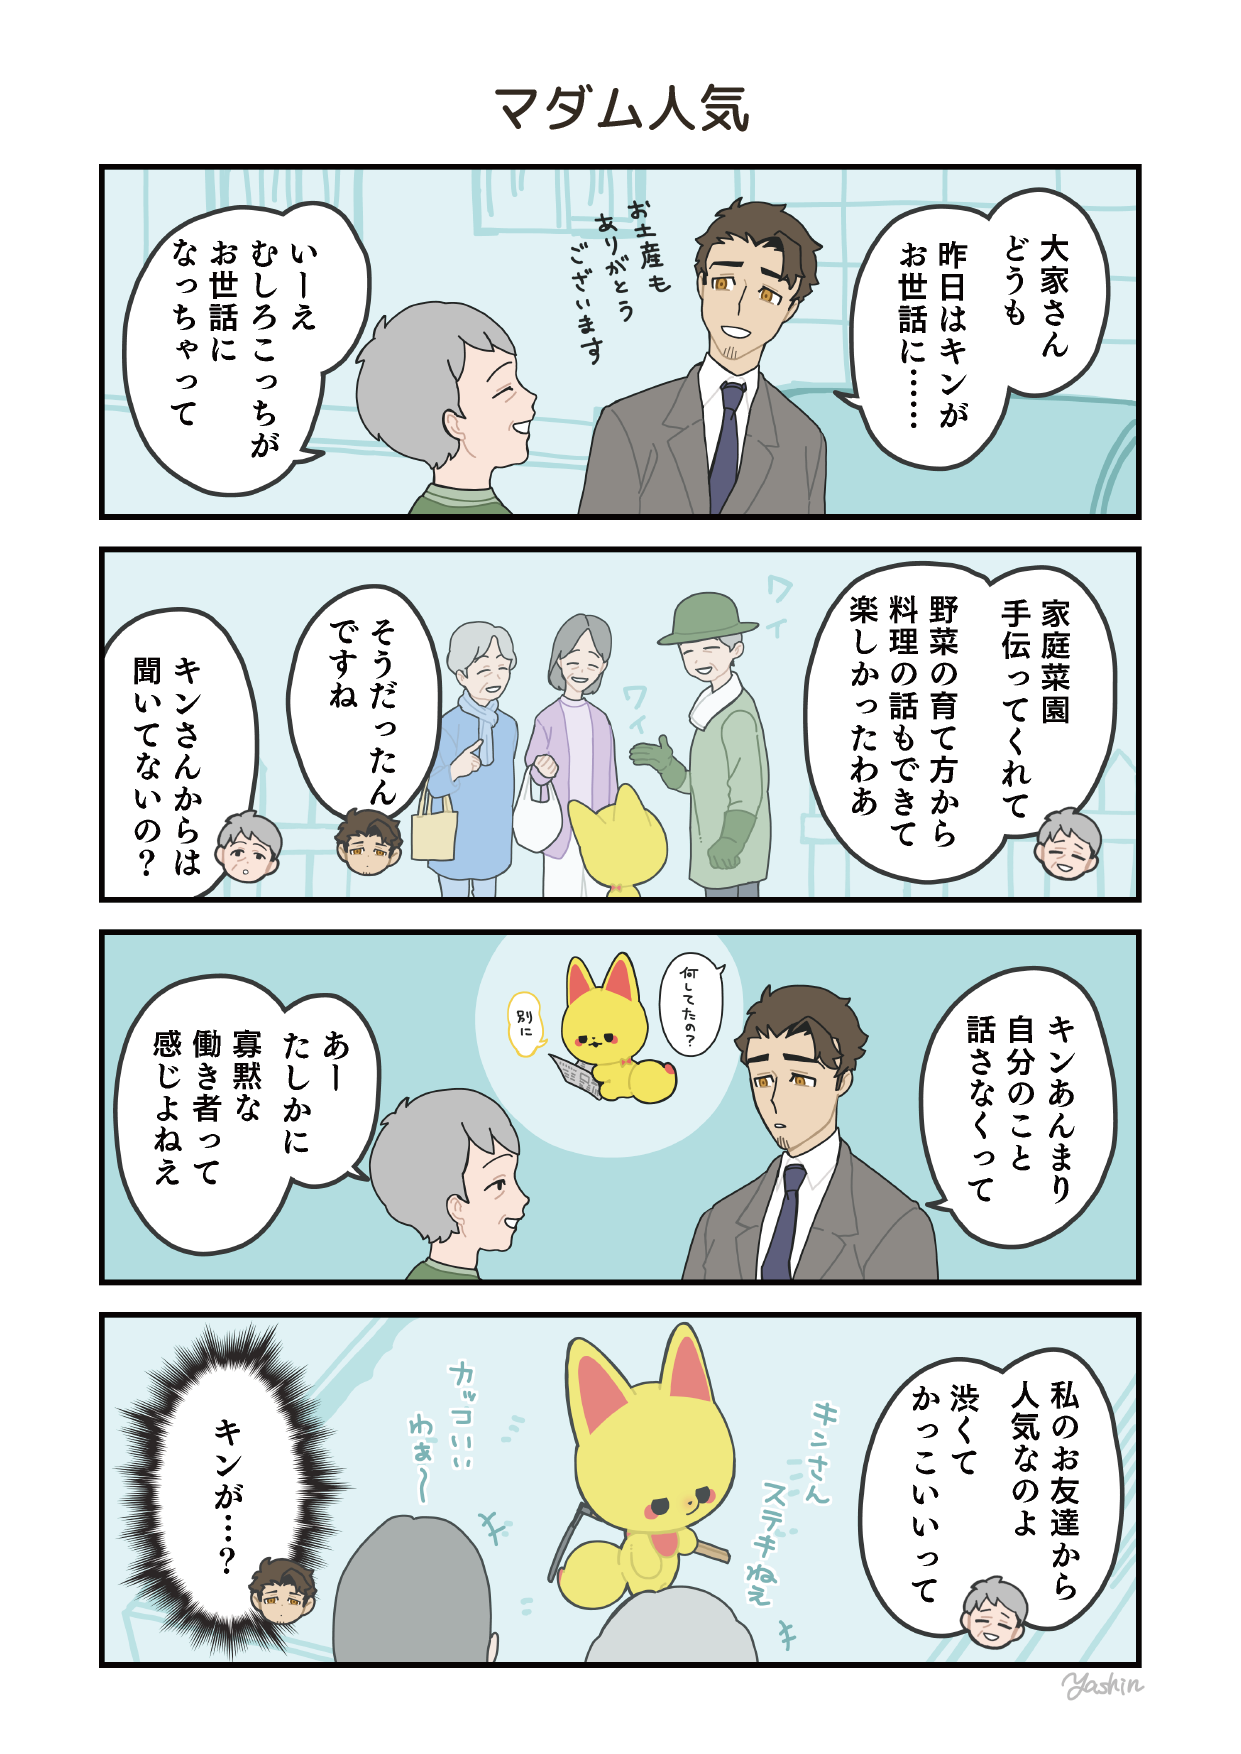 マダム人気
大家さん
どうも
昨日はキンが
お世話に……
お土産も
ありがとう
ございます
いーえ
むしろこっちが
お世話に
なっちゃって
家庭菜園
手伝ってくれて
野菜の育て方から
料理の話もできて
楽しかったわあ
ワイ
ワイ
そうだったん
ですね
キンさんからは
聞いてないの？
キンあんまり
自分のこと
話さなくって
何してたの？
別に
あー
たしかに
寡黙な
働き者って
感じよねえ
私のお友達から
人気なのよ
渋くて
かっこいいって
キンさん
ステキねえ
カッコいい
わぁ〜
キンが…？
yashin